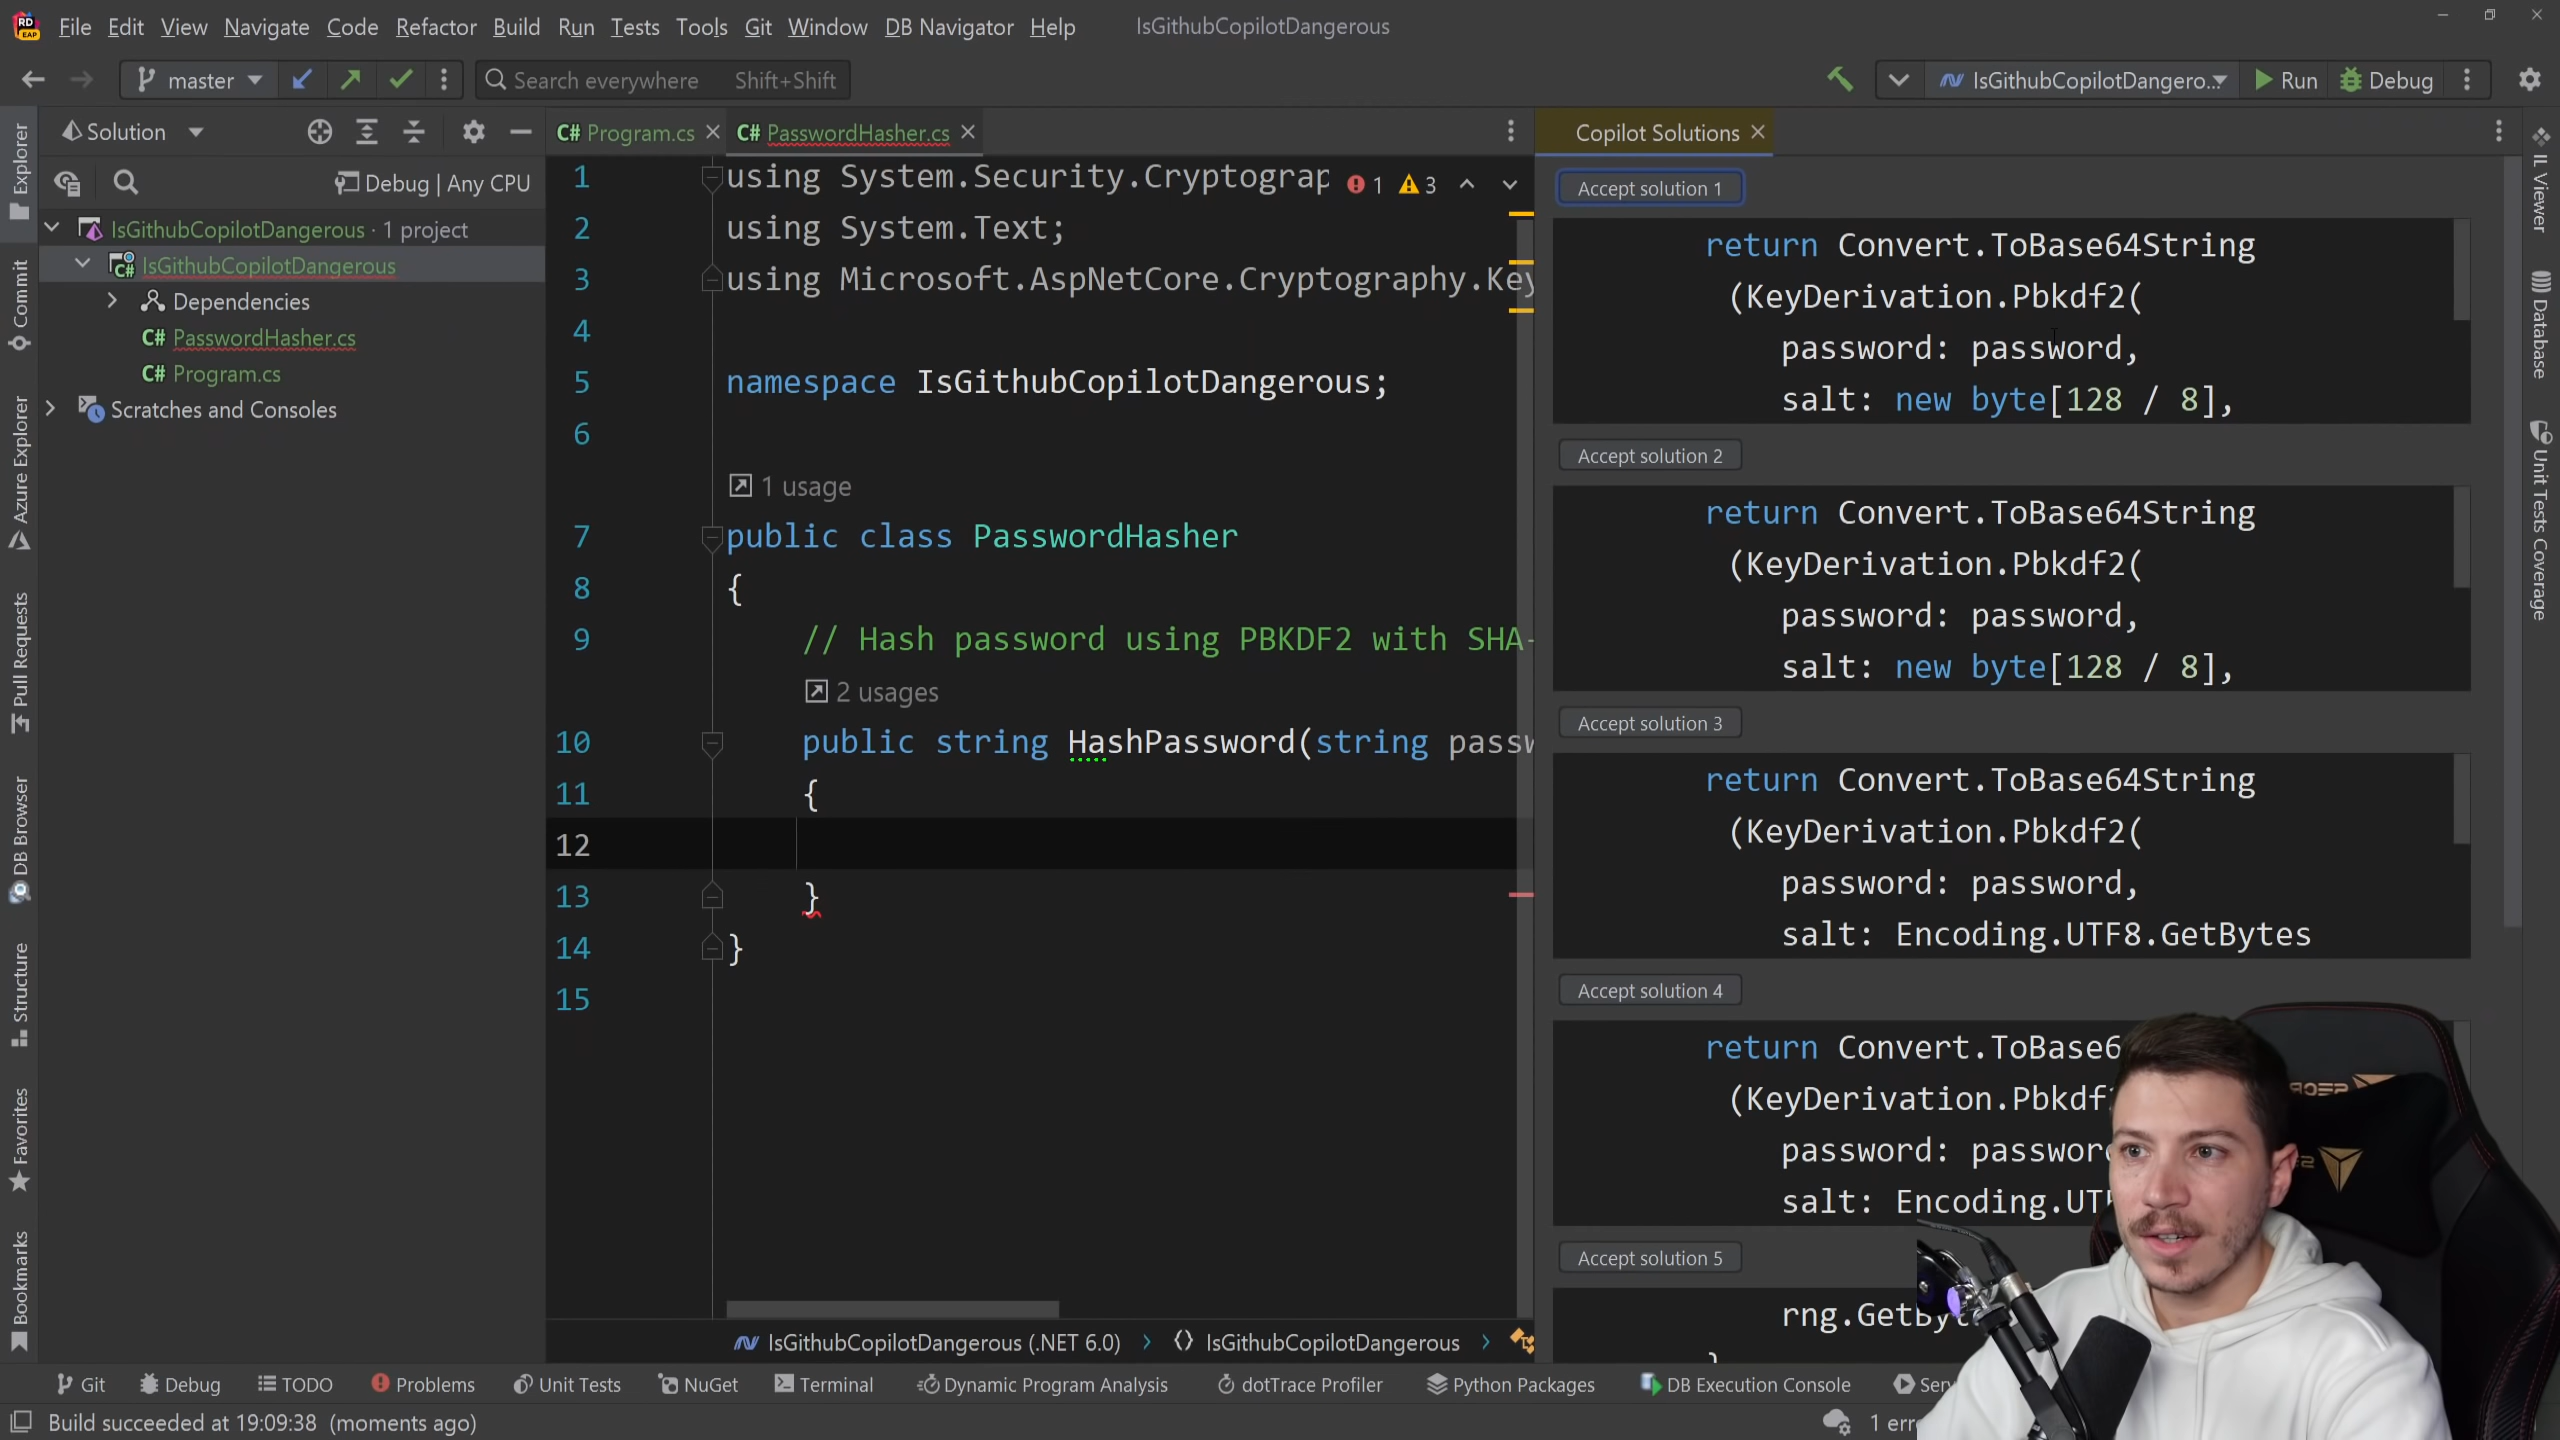 File Edit View Navigate Code Refactor Build Run Tests Tools Git Window DB Navigator Help IsGithubCopilotDangerous
master Search everywhere Shift+Shift IsGithubCopilotDangero... Run Debug
Solution
Debug | Any CPU
IsGithubCopilotDangerous · 1 project
IsGithubCopilotDangerous
Dependencies
C# PasswordHasher.cs
C# Program.cs
Scratches and Consoles
Explorer
Commit
Azure Explorer
Pull Requests
DB Browser
Structure
Favorites
Bookmarks
C# Program.cs C# PasswordHasher.cs
1 using System.Security.Cryptograp 1 3
2 using System.Text;
3 using Microsoft.AspNetCore.Cryptography.Key
4
5 namespace IsGithubCopilotDangerous;
6
1 usage
7 public class PasswordHasher
8 {
9 // Hash password using PBKDF2 with SHA-
2 usages
10 public string HashPassword(string passw
11 {
12
13 }
14 }
15
IsGithubCopilotDangerous (.NET 6.0) IsGithubCopilotDangerous
Copilot Solutions
Accept solution 1
return Convert.ToBase64String
(KeyDerivation.Pbkdf2(
password: password,
salt: new byte[128 / 8],
Accept solution 2
return Convert.ToBase64String
(KeyDerivation.Pbkdf2(
password: password,
salt: new byte[128 / 8],
Accept solution 3
return Convert.ToBase64String
(KeyDerivation.Pbkdf2(
password: password,
salt: Encoding.UTF8.GetBytes
Accept solution 4
return Convert.ToBase6
(KeyDerivation.Pbkdf
password: passwor
salt: Encoding.UT
Accept solution 5
rng.GetByt
}
IL Viewer
Database
Unit Tests Coverage
Git Debug TODO Problems Unit Tests NuGet Terminal Dynamic Program Analysis dotTrace Profiler Python Packages DB Execution Console Serv
Build succeeded at 19:09:38 (moments ago) 1 erro